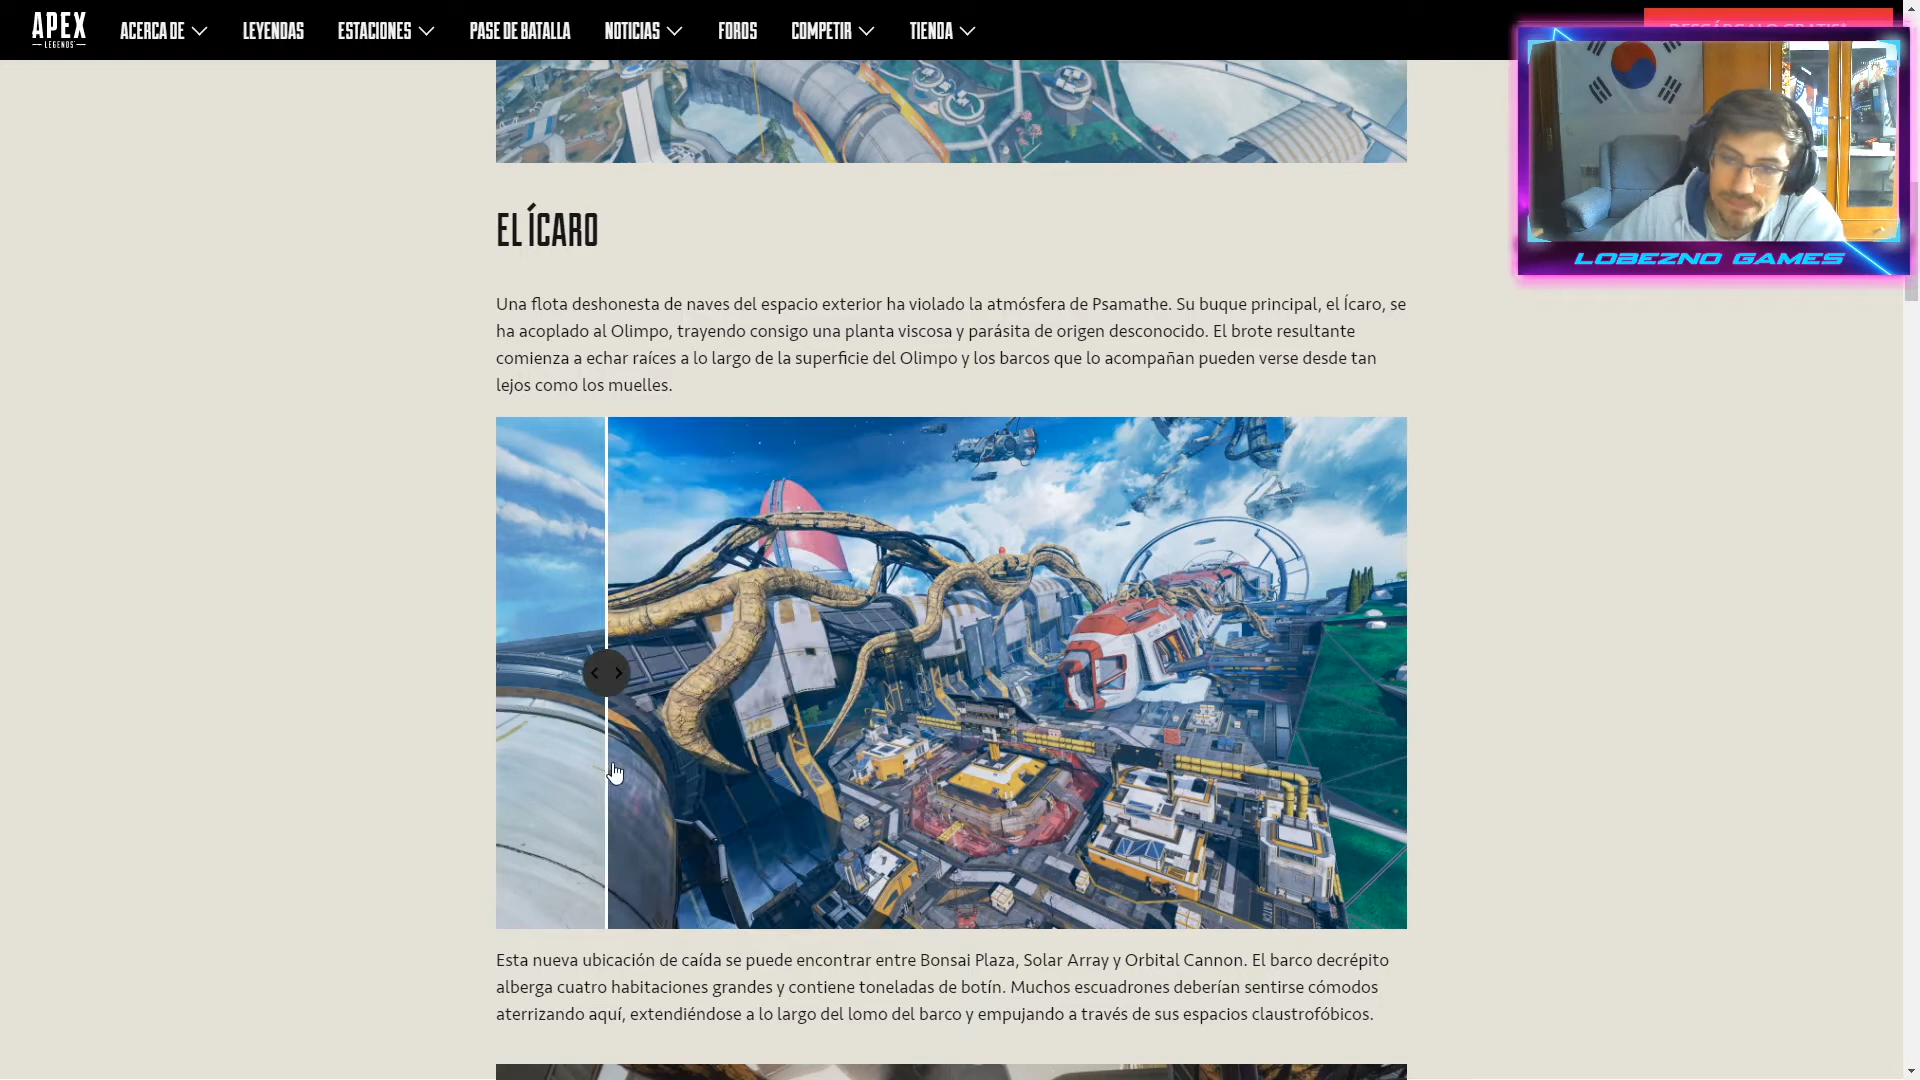 APEX
LEGENDS
ACERCA DE
LEYENDAS
ESTACIONES
PASE DE BATALLA
NOTICIAS
FOROS
COMPETIR
TIENDA
DESCÁRGALO GRATIS*
LOBEZNO GAMES
EL ÍCARO
Una flota deshonesta de naves del espacio exterior ha violado la atmósfera de Psamathe. Su buque principal, el Ícaro, se
ha acoplado al Olimpo, trayendo consigo una planta viscosa y parásita de origen desconocido. El brote resultante
comienza a echar raíces a lo largo de la superficie del Olimpo y los barcos que lo acompañan pueden verse desde tan
lejos como los muelles.
225
Esta nueva ubicación de caída se puede encontrar entre Bonsai Plaza, Solar Array y Orbital Cannon. El barco decrépito
alberga cuatro habitaciones grandes y contiene toneladas de botín. Muchos escuadrones deberían sentirse cómodos
aterrizando aquí, extendiéndose a lo largo del lomo del barco y empujando a través de sus espacios claustrofóbicos.